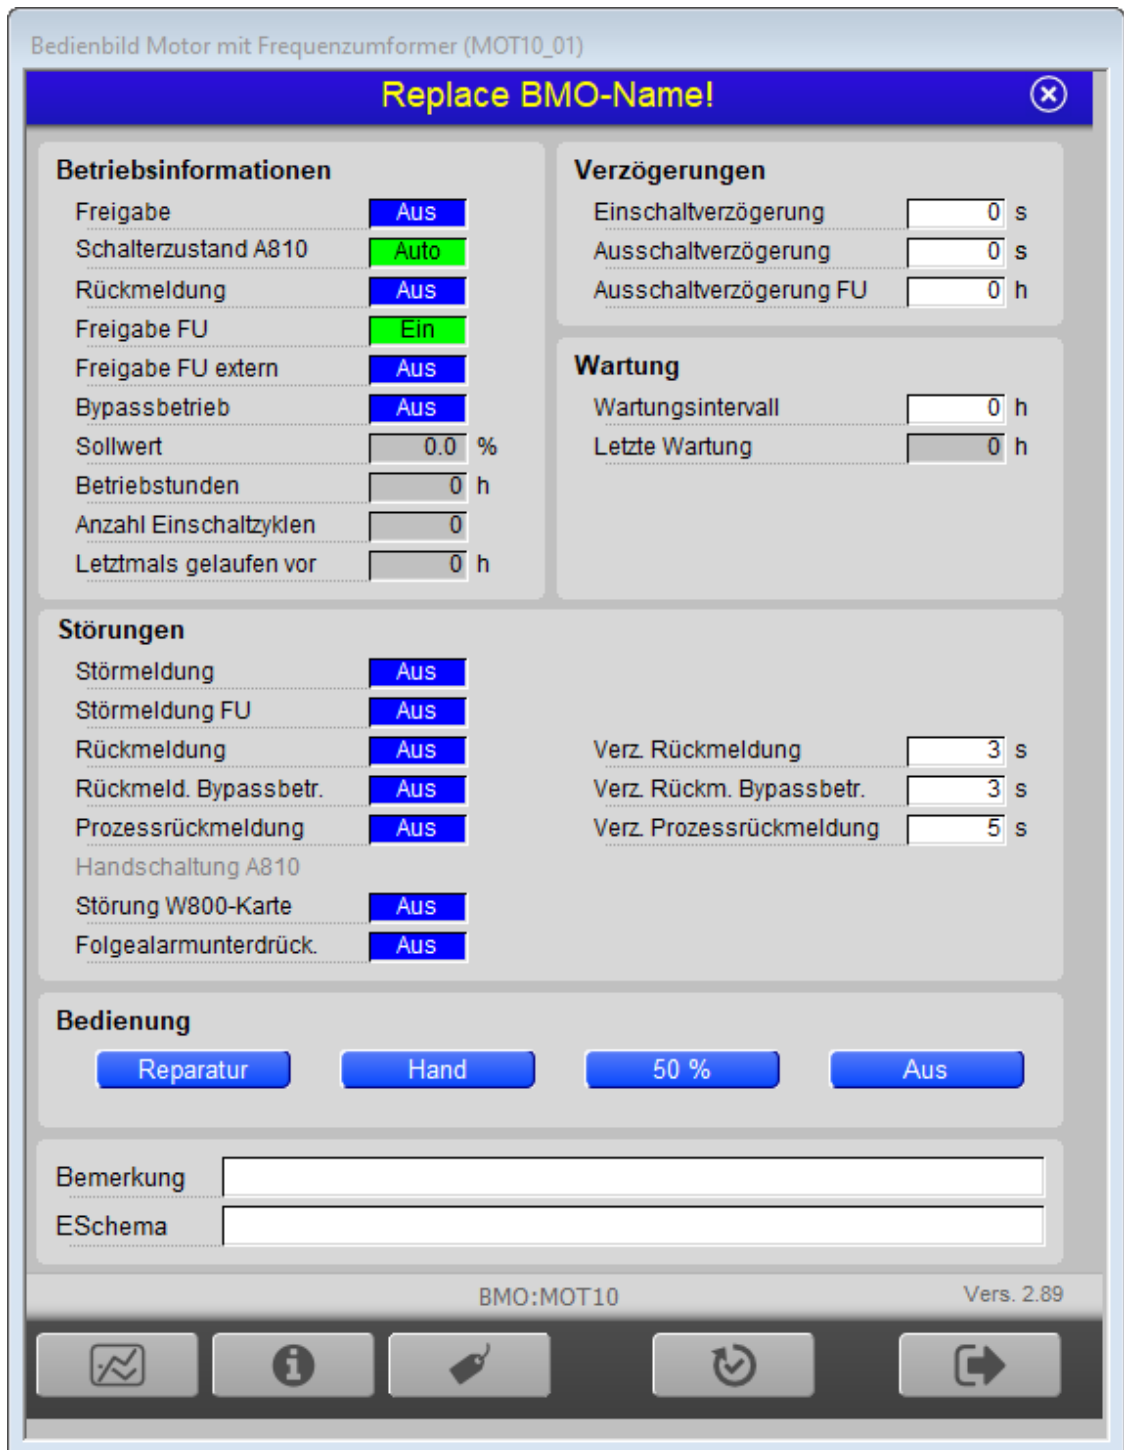 Bedienbild Motor mit Frequenzumformer (MOT10_01)
Replace BMO-Name!
Betriebsinformationen
Freigabe Aus
Schalterzustand A810 Auto
Rückmeldung Aus
Freigabe FU Ein
Freigabe FU extern Aus
Bypassbetrieb Aus
Sollwert 0.0 %
Betriebstunden 0 h
Anzahl Einschaltzyklen 0
Letztmals gelaufen vor 0 h
Verzögerungen
Einschaltverzögerung 0 s
Ausschaltverzögerung 0 s
Ausschaltverzögerung FU 0 h
Wartung
Wartungsintervall 0 h
Letzte Wartung 0 h
Störungen
Störmeldung Aus
Störmeldung FU Aus
Rückmeldung Aus Verz. Rückmeldung 3 s
Rückmeld. Bypassbetr. Aus Verz. Rückm. Bypassbetr. 3 s
Prozessrückmeldung Aus Verz. Prozessrückmeldung 5 s
Handschaltung A810
Störung W800-Karte Aus
Folgealarmunterdrück. Aus
Bedienung
Reparatur Hand 50 % Aus
Bemerkung
ESchema
BMO:MOT10 Vers. 2.89